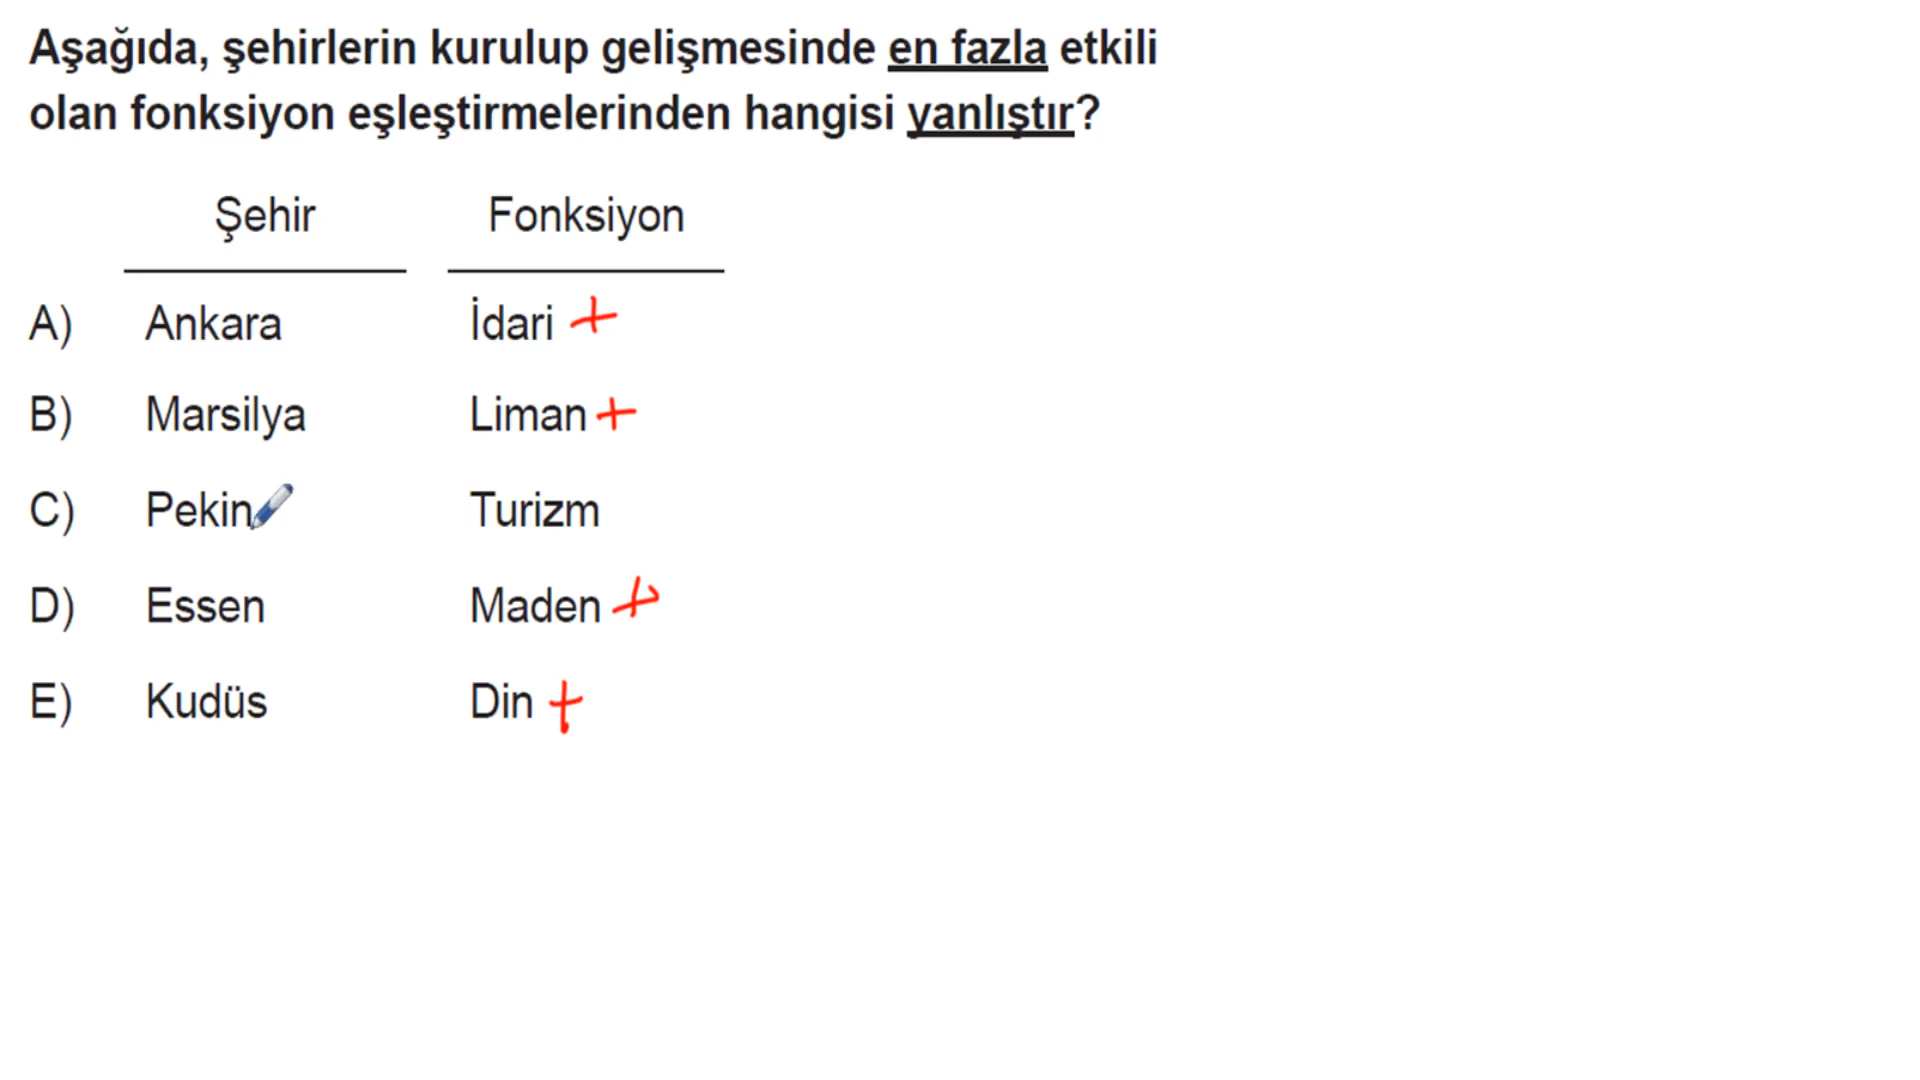 Aşağıda, şehirlerin kurulup gelişmesinde en fazla etkili
olan fonksiyon eşleştirmelerinden hangisi yanlıştır?
Şehir Fonksiyon
A) Ankara İdari +
B) Marsilya Liman +
C) Pekin Turizm
D) Essen Maden +
E) Kudüs Din +